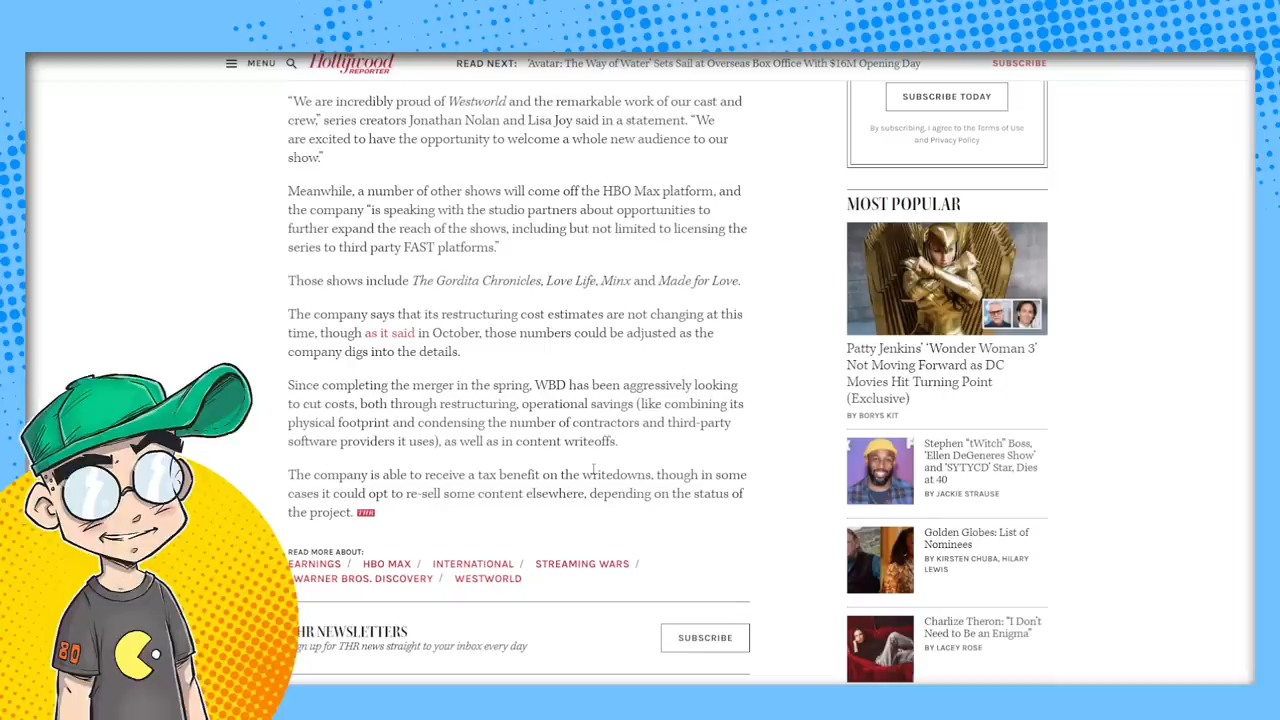 MENU
THE
Hollywood
REPORTER
READ NEXT: 'Avatar: The Way of Water' Sets Sail at Overseas Box Office With $16M Opening Day
SUBSCRIBE
“We are incredibly proud of Westworld and the remarkable work of our cast and
crew,” series creators Jonathan Nolan and Lisa Joy said in a statement. “We
are excited to have the opportunity to welcome a whole new audience to our
show.”
Meanwhile, a number of other shows will come off the HBO Max platform, and
the company “is speaking with the studio partners about opportunities to
further expand the reach of the shows, including but not limited to licensing the
series to third party FAST platforms.”
Those shows include The Gordita Chronicles, Love Life, Minx and Made for Love.
The company says that its restructuring cost estimates are not changing at this
time, though as it said in October, those numbers could be adjusted as the
company digs into the details.
Since completing the merger in the spring, WBD has been aggressively looking
to cut costs, both through restructuring, operational savings (like combining its
physical footprint and condensing the number of contractors and third-party
software providers it uses), as well as in content writeoffs.
The company is able to receive a tax benefit on the writedowns, though in some
cases it could opt to re-sell some content elsewhere, depending on the status of
the project. THR
READ MORE ABOUT:
EARNINGS / HBO MAX / INTERNATIONAL / STREAMING WARS /
WARNER BROS. DISCOVERY / WESTWORLD
HR NEWSLETTERS
ign up for THR news straight to your inbox every day
SUBSCRIBE
SUBSCRIBE TODAY
By subscribing, I agree to the Terms of Use
and Privacy Policy
MOST POPULAR
Patty Jenkins' ‘Wonder Woman 3’
Not Moving Forward as DC
Movies Hit Turning Point
(Exclusive)
BY BORYS KIT
Stephen “tWitch” Boss,
‘Ellen DeGeneres Show’
and ‘SYTYCD’ Star, Dies
at 40
BY JACKIE STRAUSE
Golden Globes: List of
Nominees
BY KIRSTEN CHUBA, HILARY
LEWIS
Charlize Theron: “I Don’t
Need to Be an Enigma”
BY LACEY ROSE
80